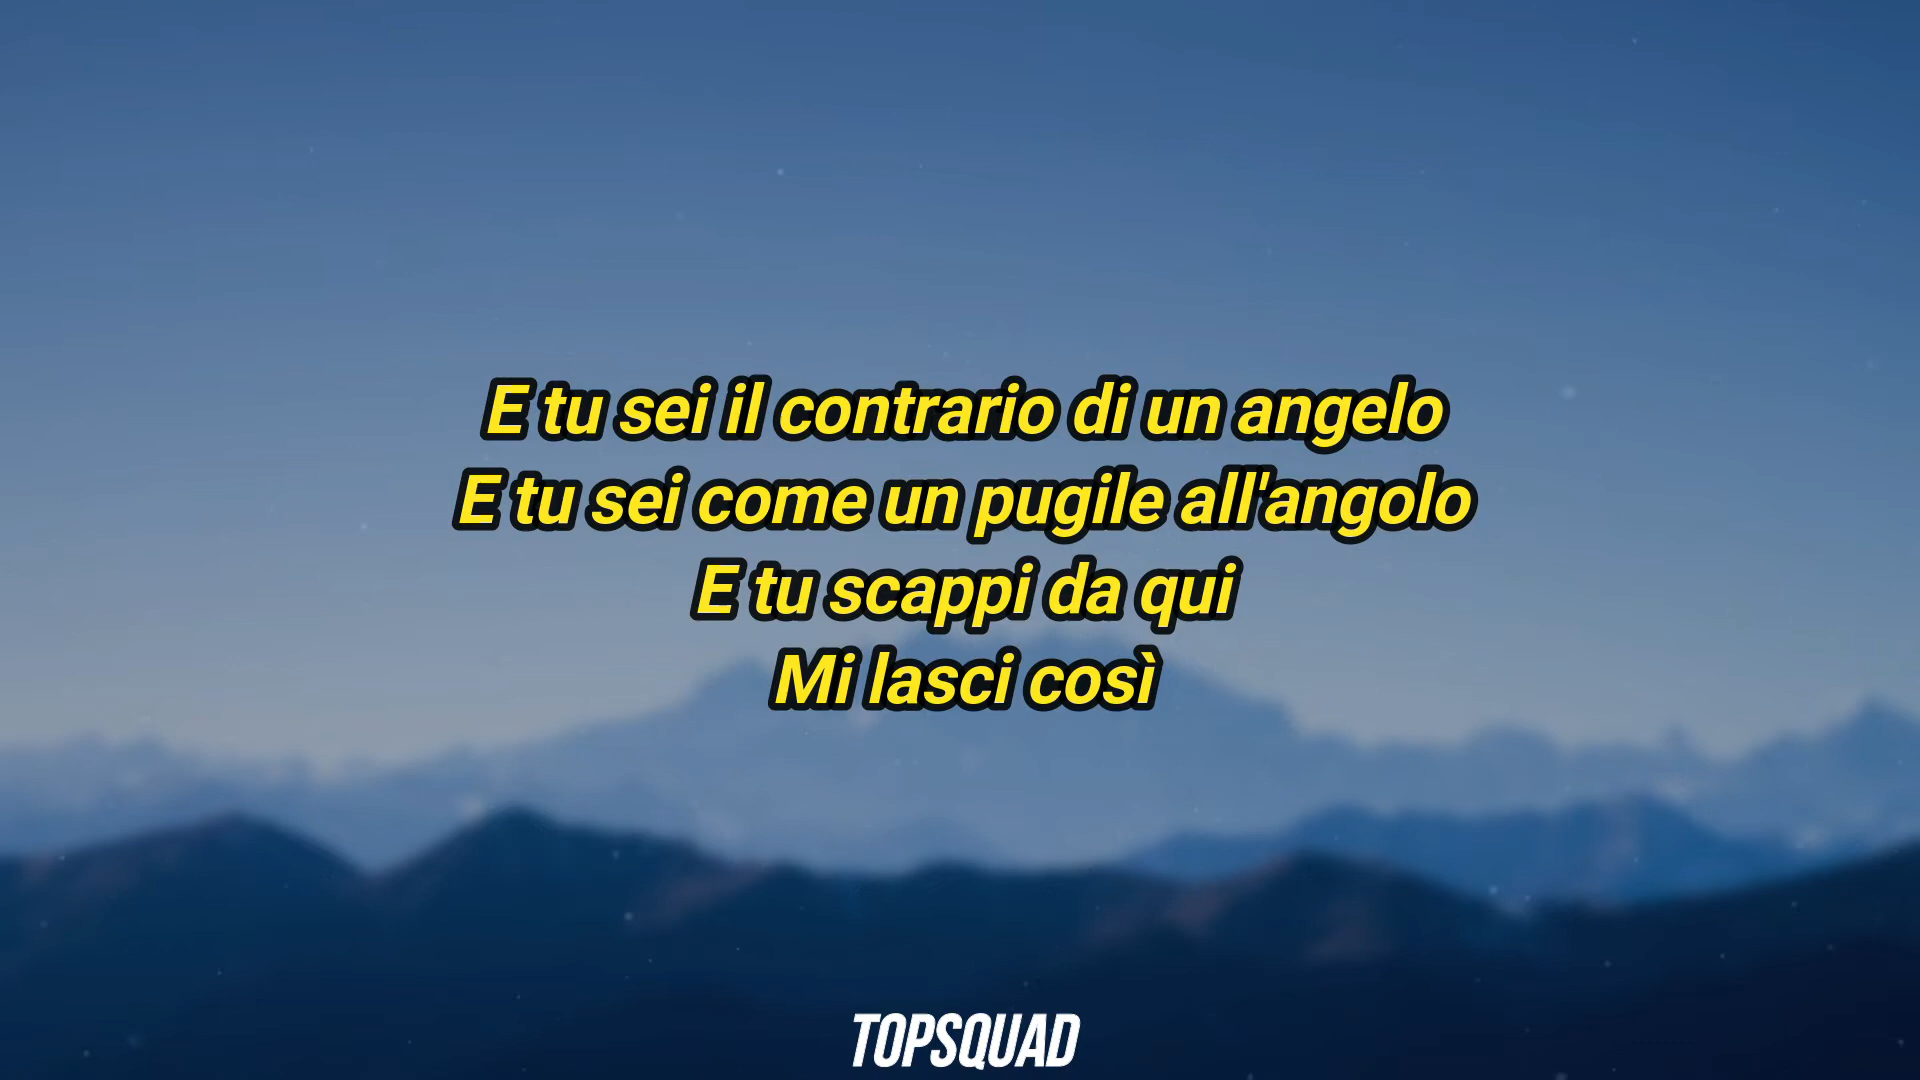 E tu sei il contrario di un angelo
E tu sei come un pugile all'angolo
E tu scappi da qui
Mi lasci così
TOPSQUAD